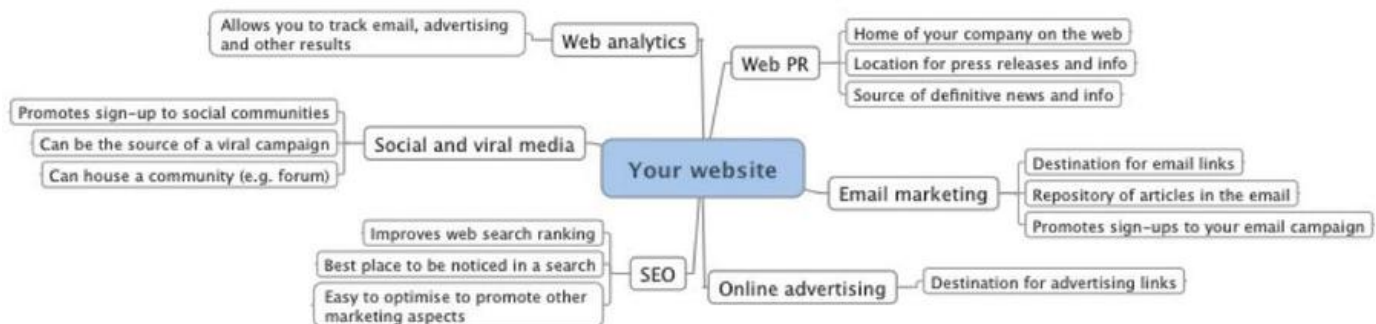 Allows you to track email, advertising
and other results
Web analytics
Web PR
Home of your company on the web
Location for press releases and info
Source of definitive news and info
Promotes sign-up to social communities
Can be the source of a viral campaign
Can house a community (e.g. forum)
Social and viral media
Your website
Email marketing
Destination for email links
Repository of articles in the email
Promotes sign-ups to your email campaign
Improves web search ranking
Best place to be noticed in a search
Easy to optimise to promote other
marketing aspects
SEO
Online advertising
Destination for advertising links